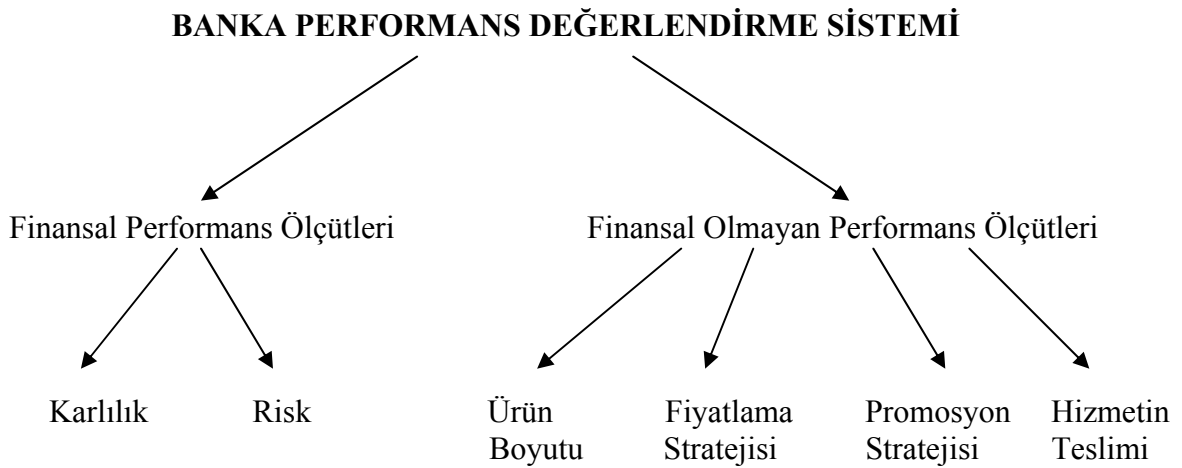 BANKA PERFORMANS DEĞERLENDİRME SİSTEMİ
Finansal Performans Ölçütleri
Finansal Olmayan Performans Ölçütleri
Karlılık
Risk
Ürün
Boyutu
Fiyatlama
Stratejisi
Promosyon
Stratejisi
Hizmetin
Teslimi